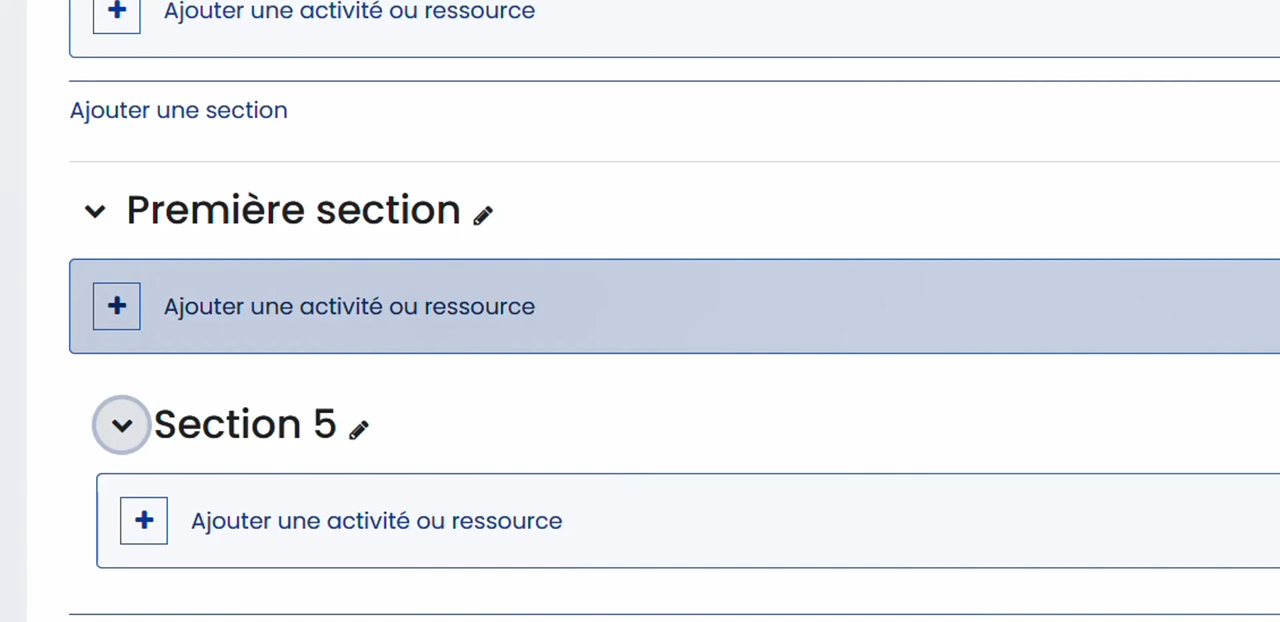 Ajouter une activité ou ressource
Ajouter une section
Première section
Ajouter une activité ou ressource
Section 5
Ajouter une activité ou ressource